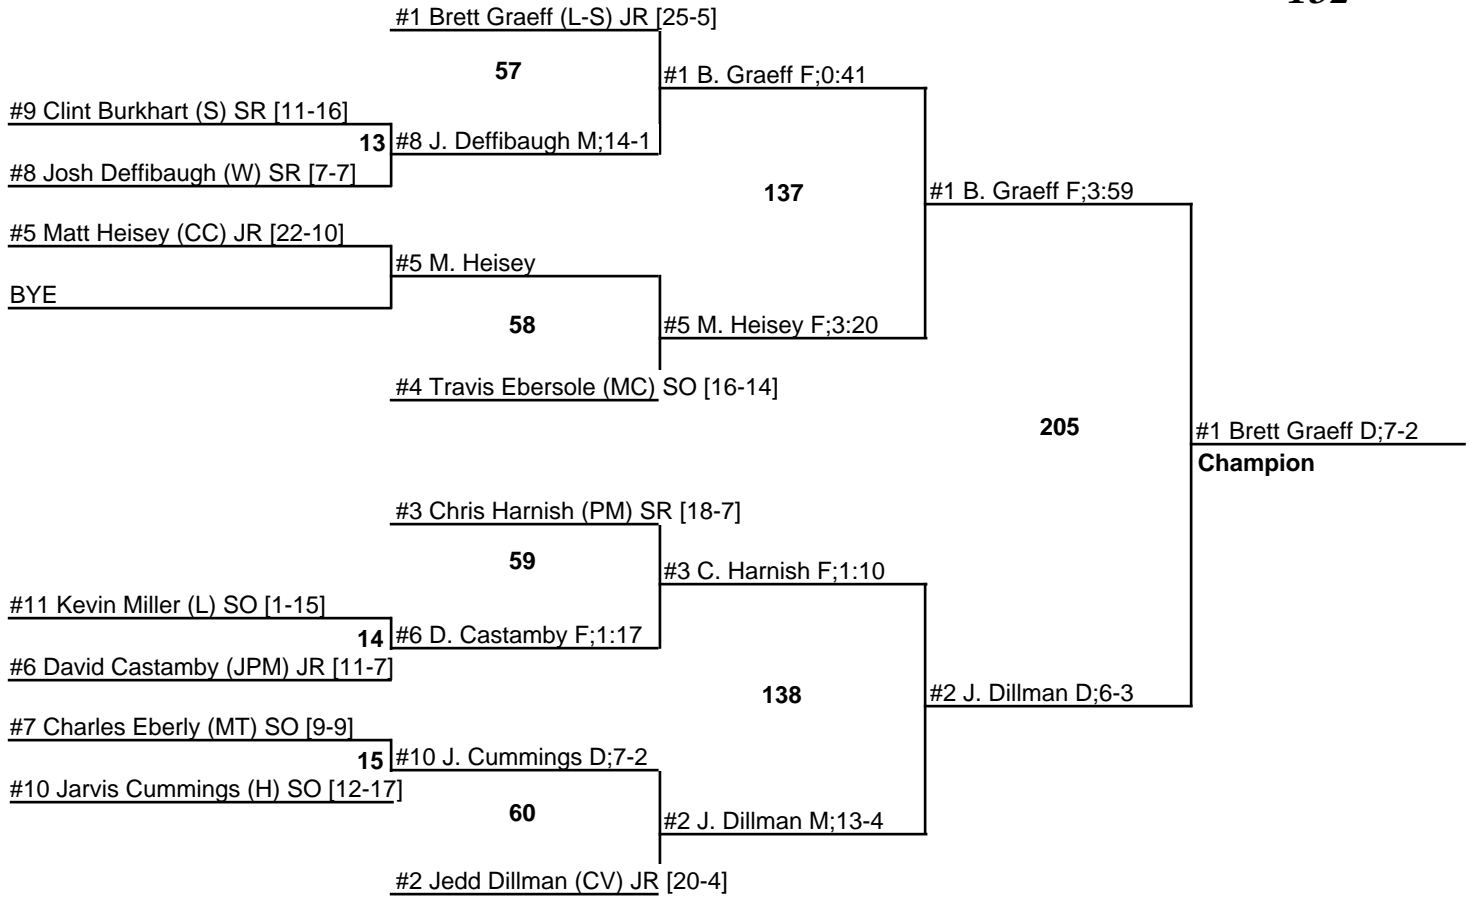 #1 Brett Graeff (L-S) JR [25-5]
57
#1 B. Graeff F;0:41
#9 Clint Burkhart (S) SR [11-16]
13
#8 J. Deffibaugh M;14-1
#8 Josh Deffibaugh (W) SR [7-7]
137
#1 B. Graeff F;3:59
#5 Matt Heisey (CC) JR [22-10]
#5 M. Heisey
BYE
58
#5 M. Heisey F;3:20
#4 Travis Ebersole (MC) SO [16-14]
205
#1 Brett Graeff D;7-2
Champion
#3 Chris Harnish (PM) SR [18-7]
59
#3 C. Harnish F;1:10
#11 Kevin Miller (L) SO [1-15]
14
#6 D. Castamby F;1:17
#6 David Castamby (JPM) JR [11-7]
138
#2 J. Dillman D;6-3
#7 Charles Eberly (MT) SO [9-9]
15
#10 J. Cummings D;7-2
#10 Jarvis Cummings (H) SO [12-17]
60
#2 J. Dillman M;13-4
#2 Jedd Dillman (CV) JR [20-4]